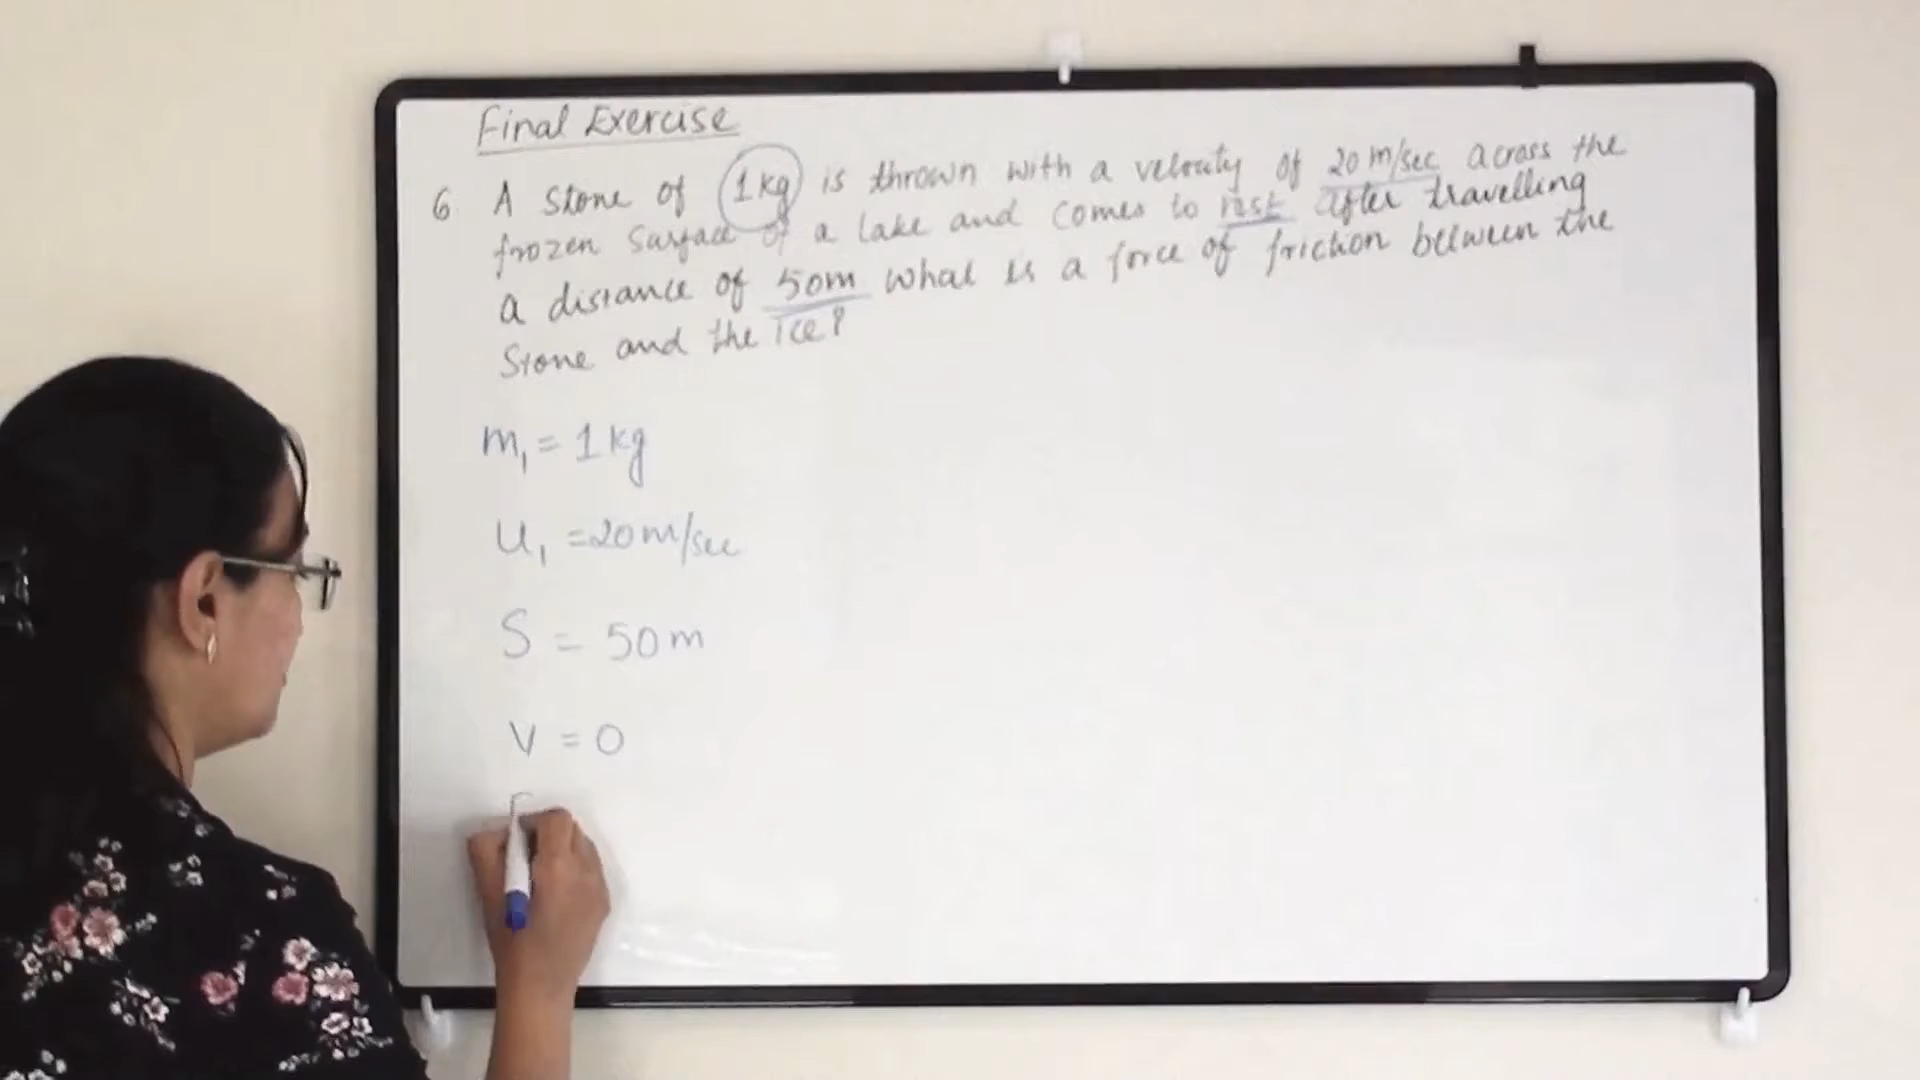 Final Exercise
6. A stone of 1kg is thrown with a velocity of 20 m/sec across the
frozen surface of a lake and comes to rest after travelling
a distance of 50m what is a force of friction between the
Stone and the ice?
m₁ = 1 kg
u₁ = 20 m/sec
S = 50 m
V = 0